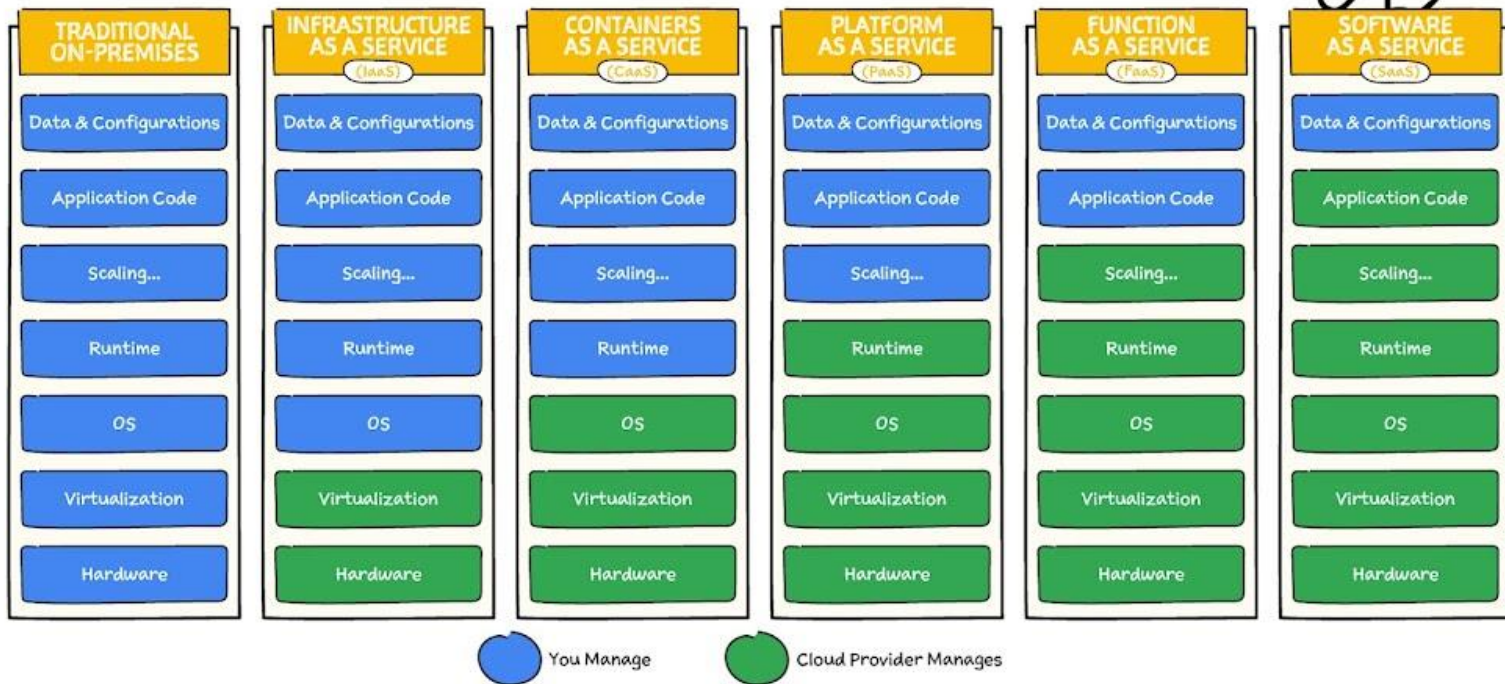 TRADITIONAL
ON-PREMISES
Data & Configurations
Application Code
Scaling...
Runtime
OS
Virtualization
Hardware
INFRASTRUCTURE
AS A SERVICE
(IaaS)
Data & Configurations
Application Code
Scaling...
Runtime
OS
Virtualization
Hardware
CONTAINERS
AS A SERVICE
(CaaS)
Data & Configurations
Application Code
Scaling...
Runtime
OS
Virtualization
Hardware
PLATFORM
AS A SERVICE
(PaaS)
Data & Configurations
Application Code
Scaling...
Runtime
OS
Virtualization
Hardware
FUNCTION
AS A SERVICE
(FaaS)
Data & Configurations
Application Code
Scaling...
Runtime
OS
Virtualization
Hardware
SOFTWARE
AS A SERVICE
(SaaS)
Data & Configurations
Application Code
Scaling...
Runtime
OS
Virtualization
Hardware
You Manage
Cloud Provider Manages